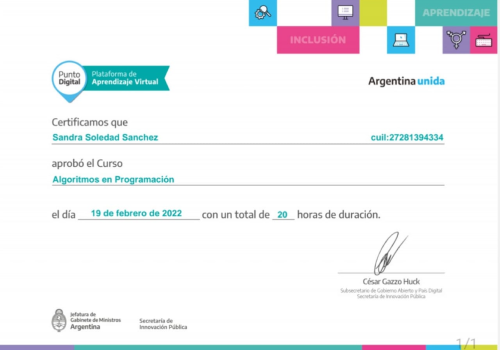 APRENDIZAJE
INCLUSIÓN
Punto Digital
Plataforma de
Aprendizaje Virtual
Argentina unida
Certificamos que
Sandra Soledad Sanchez cuil:27281394334
aprobó el Curso
Algoritmos en Programación
el día 19 de febrero de 2022 con un total de 20 horas de duración.
César Gazzo Huck
Subsecretario de Gobierno Abierto y País Digital
Secretaría de Innovación Pública
Jefatura de
Gabinete de Ministros
Argentina
Secretaría de
Innovación Pública
1/1